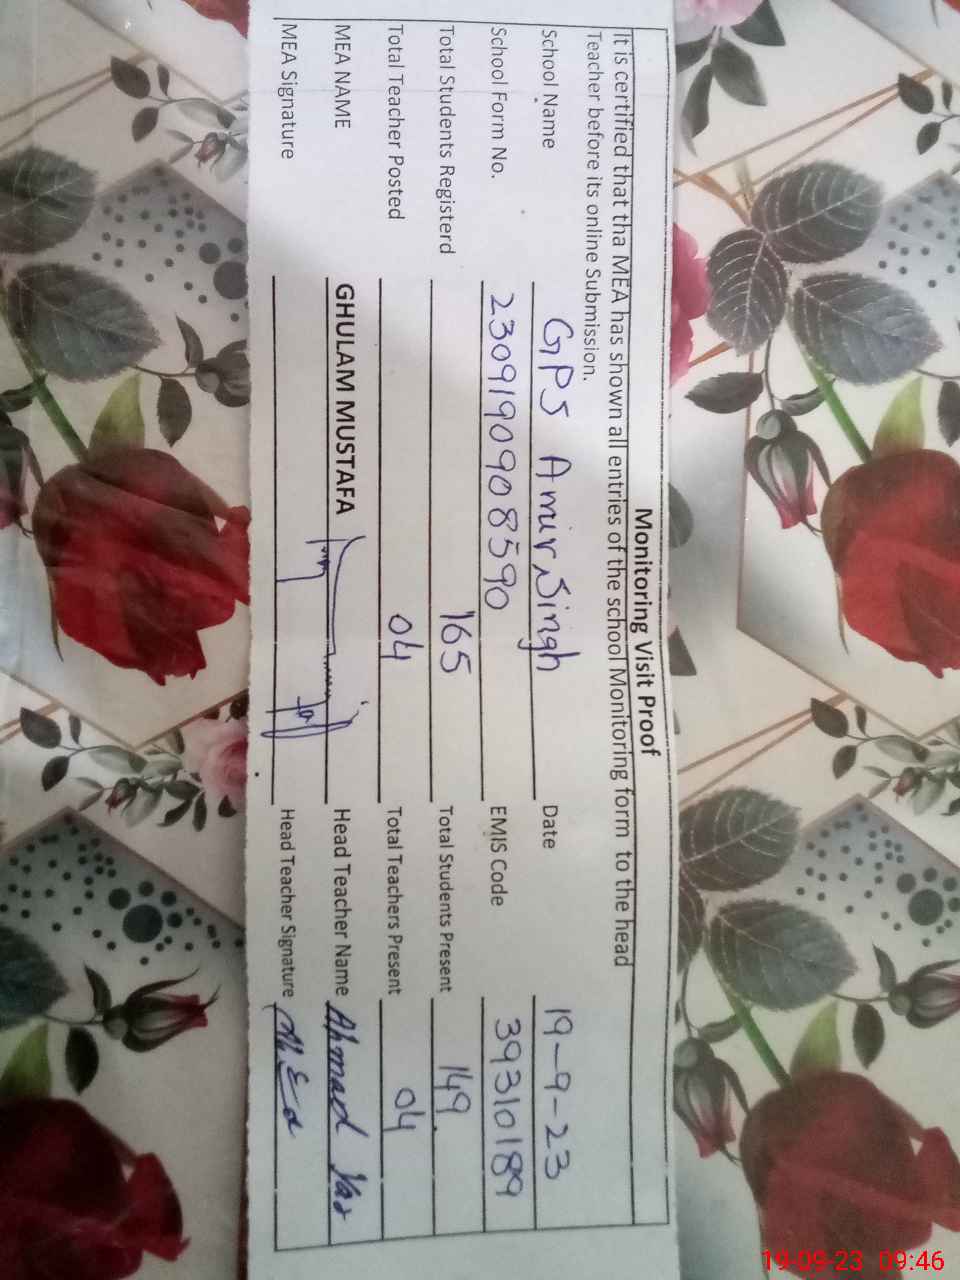 Monitoring Visit Proof
It is certified that tha MEA has shown all entries of the school Monitoring form to the head
Teacher before its online Submission.
School Name GPS Amir Singh Date 19-9-23
School Form No. 2309190908590 EMIS Code 39310189
Total Students Registerd 165 Total Students Present 149
Total Teacher Posted 04 Total Teachers Present 04
MEA NAME GHULAM MUSTAFA Head Teacher Name Ahmad Yar
MEA Signature Head Teacher Signature
19-09-23 09:46